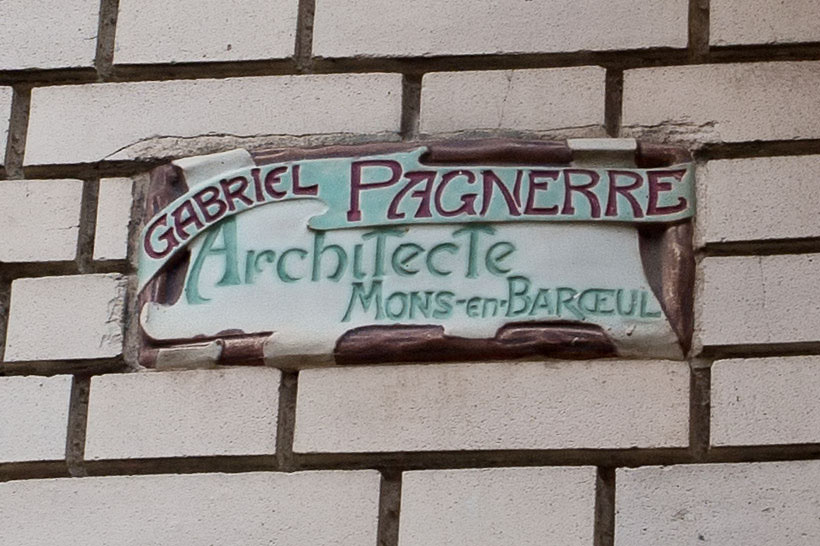 GABRIEL PAGNERRE
Architecte
MONS-en-BARŒUL